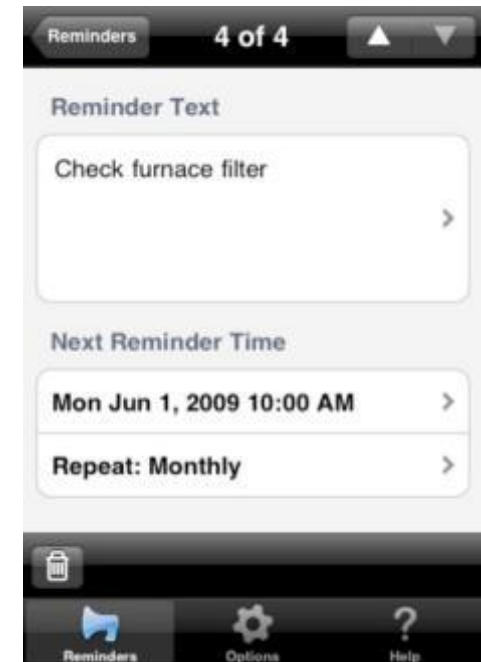 Reminders
4 of 4
Reminder Text
Check furnace filter
Next Reminder Time
Mon Jun 1, 2009 10:00 AM
Repeat: Monthly
Reminders
Options
Help